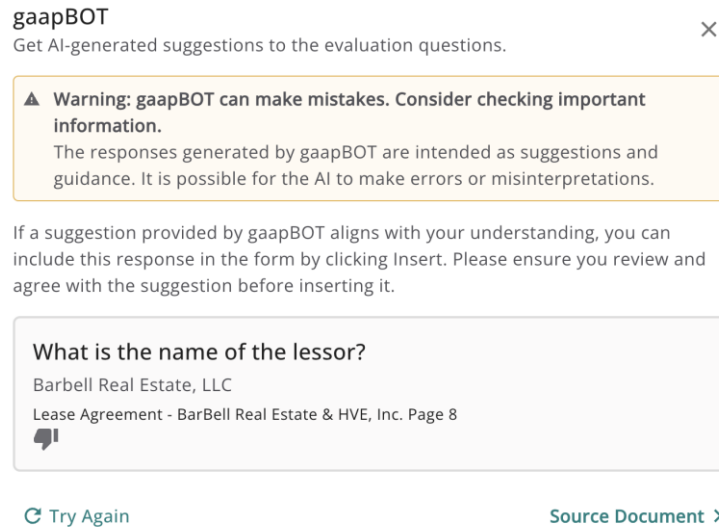 gaapBOT
Get AI-generated suggestions to the evaluation questions.
Warning: gaapBOT can make mistakes. Consider checking important
information.
The responses generated by gaapBOT are intended as suggestions and
guidance. It is possible for the AI to make errors or misinterpretations.
If a suggestion provided by gaapBOT aligns with your understanding, you can
include this response in the form by clicking Insert. Please ensure you review and
agree with the suggestion before inserting it.
What is the name of the lessor?
Barbell Real Estate, LLC
Lease Agreement - BarBell Real Estate & HVE, Inc. Page 8
Try Again
Source Document